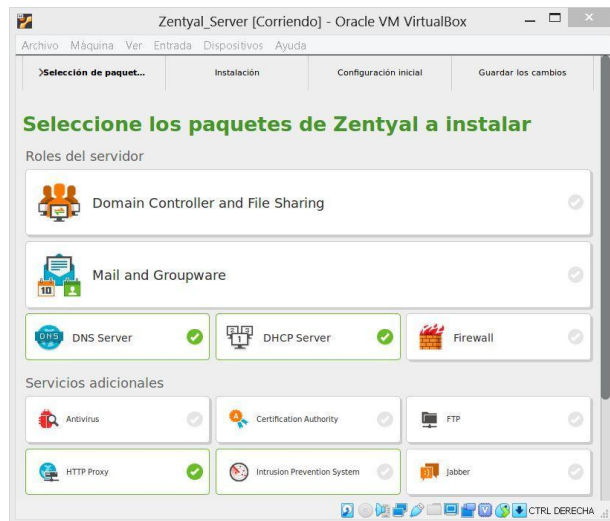 Zentyal_Server [Corriendo] - Oracle VM VirtualBox
Archivo Máquina Ver Entrada Dispositivos Ayuda
Selección de paquet... Instalación Configuración inicial Guardar los cambios
Seleccione los paquetes de Zentyal a instalar
Roles del servidor
Domain Controller and File Sharing
10
Mail and Groupware
DNS DNS Server DHCP Server Firewall
Servicios adicionales
Antivirus Certification Authority FTP
HTTP Proxy Intrusion Prevention System Jabber
CTRL DERECHA